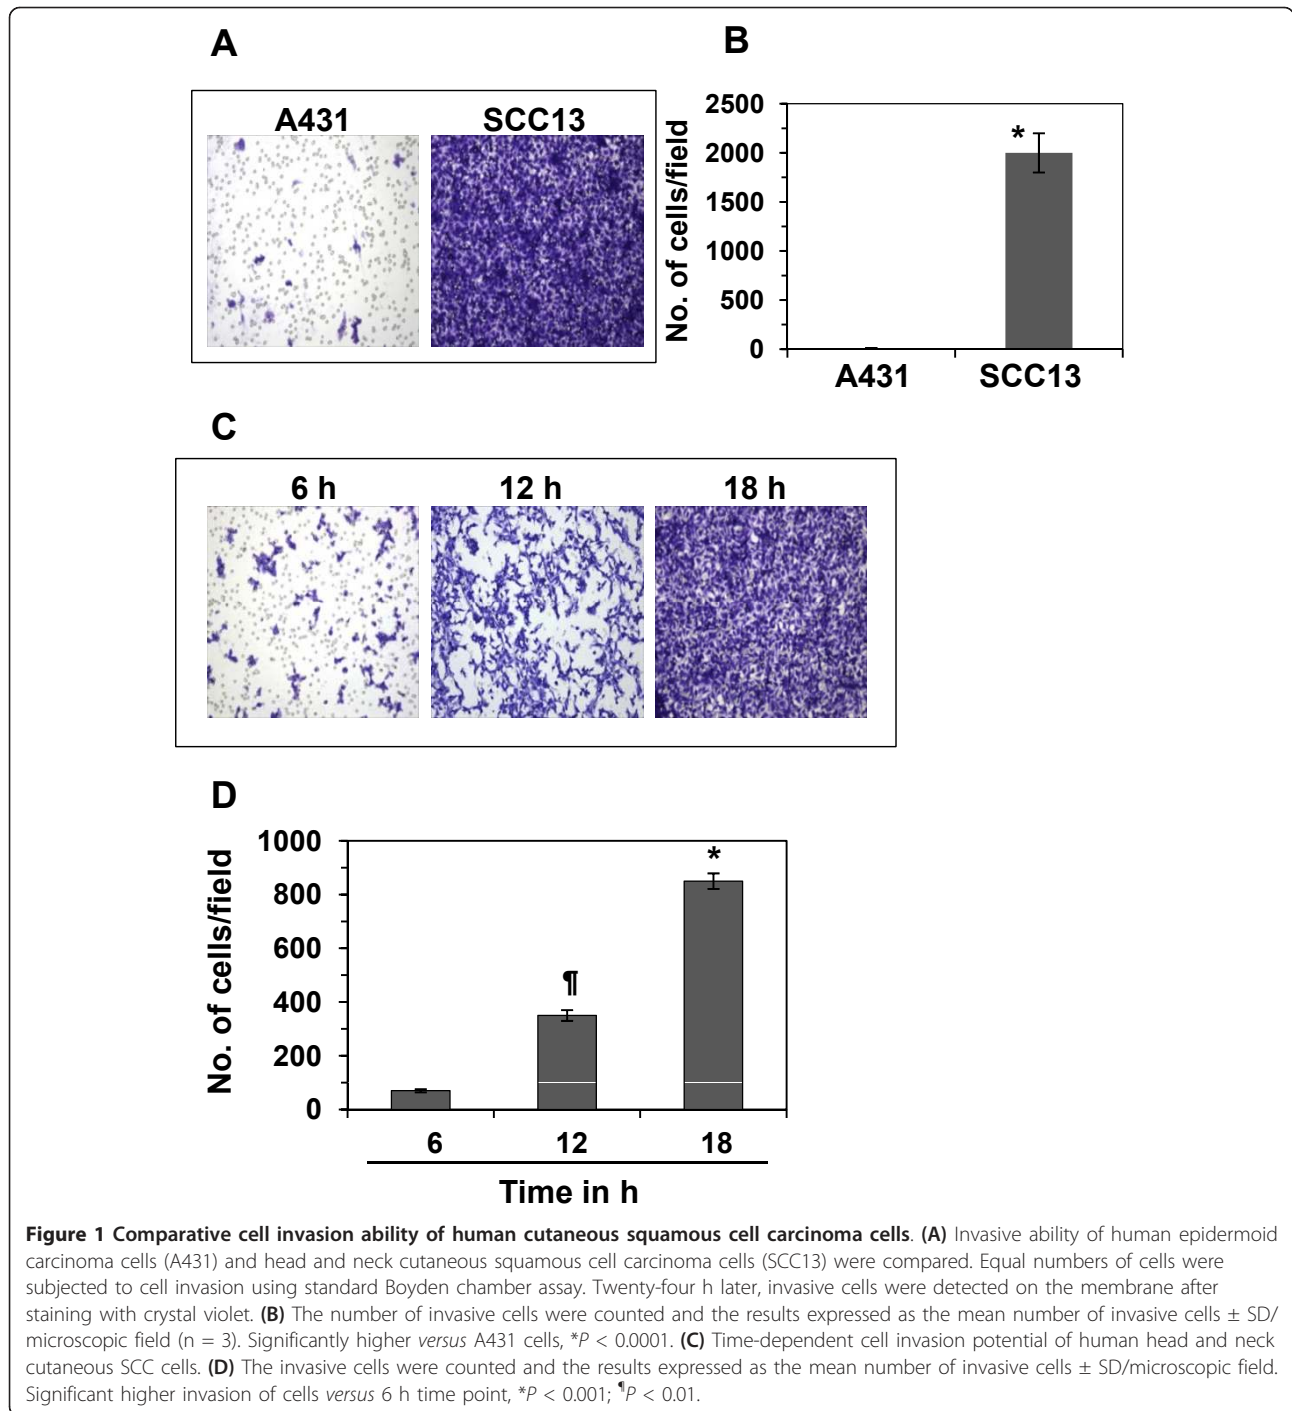 A
B
A431 SCC13
No. of cells/field
2500
2000
1500
1000
500
0
*
A431 SCC13
C
6 h 12 h 18 h
D
No. of cells/field
1000
800
600
400
200
0
¶
*
6 12 18
Time in h
Figure 1 Comparative cell invasion ability of human cutaneous squamous cell carcinoma cells. (A) Invasive ability of human epidermoid
carcinoma cells (A431) and head and neck cutaneous squamous cell carcinoma cells (SCC13) were compared. Equal numbers of cells were
subjected to cell invasion using standard Boyden chamber assay. Twenty-four h later, invasive cells were detected on the membrane after
staining with crystal violet. (B) The number of invasive cells were counted and the results expressed as the mean number of invasive cells ± SD/
microscopic field (n = 3). Significantly higher versus A431 cells, *P < 0.0001. (C) Time-dependent cell invasion potential of human head and neck
cutaneous SCC cells. (D) The invasive cells were counted and the results expressed as the mean number of invasive cells ± SD/microscopic field.
Significant higher invasion of cells versus 6 h time point, *P < 0.001; ¶P < 0.01.